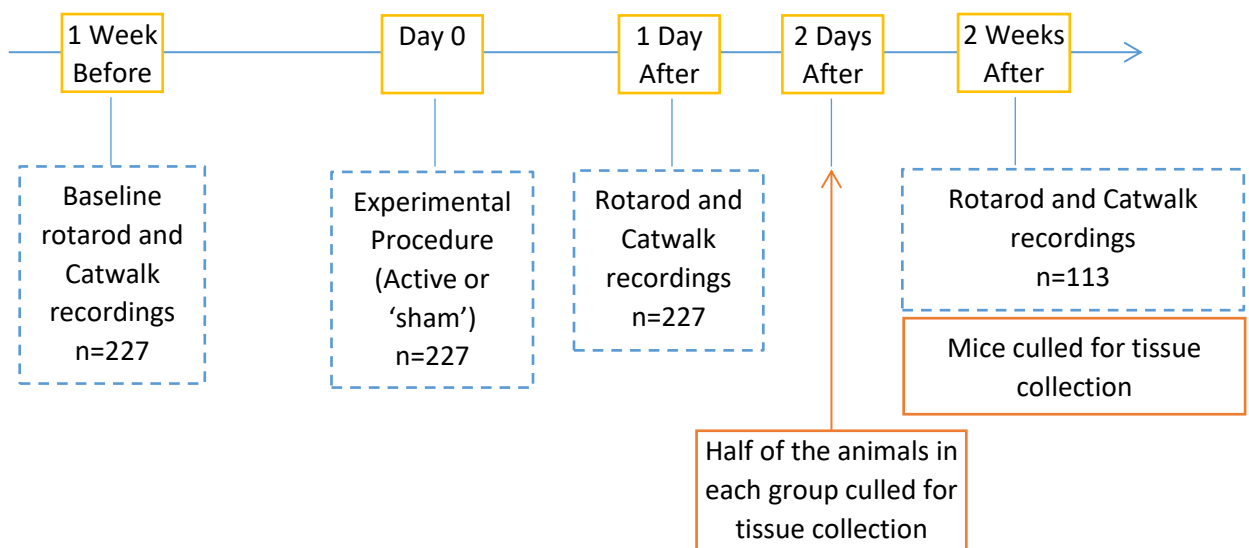 1 Week
Before
Day 0
1 Day
After
2 Days
After
2 Weeks
After
Baseline
rotarod and
Catwalk
recordings
n=227
Experimental
Procedure
(Active or
‘sham’)
n=227
Rotarod and
Catwalk
recordings
n=227
Rotarod and Catwalk
recordings
n=113
Mice culled for tissue
collection
Half of the animals in
each group culled for
tissue collection